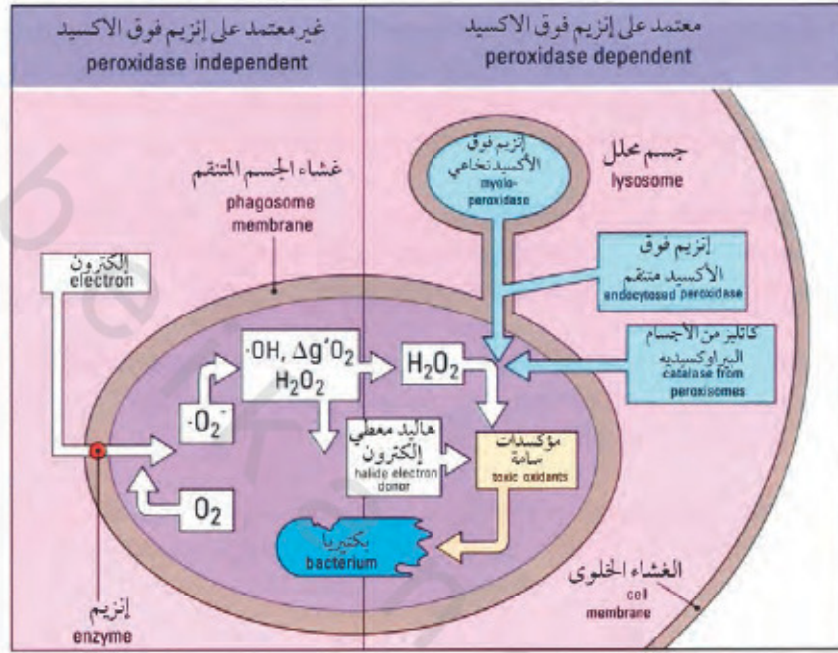 معتمد على إنزيم فوق الاكسيد
peroxidase dependent
غير معتمد على إنزيم فوق الاكسيد
peroxidase independent
إنزيم فوق
الأكسيد نخاعي
myelo-
peroxidase
جسم محلل
lysosome
غشاء الجسم المتنقم
phagosome
membrane
إنزيم فوق
الأكسيد متنقم
endocytosed peroxidase
إلكترون
electron
كاتليز من الأجسام
البيراوكسيديه
catalase from
peroxisomes
·OH, Δg'O₂
H₂O₂
H₂O₂
·O₂⁻
هاليد معطي
إلكترون
halide electron
donor
مؤكسدات
سامة
toxic oxidants
O₂
بكتيريا
bacterium
الغشاء الخلوى
cell
membrane
إنزيم
enzyme